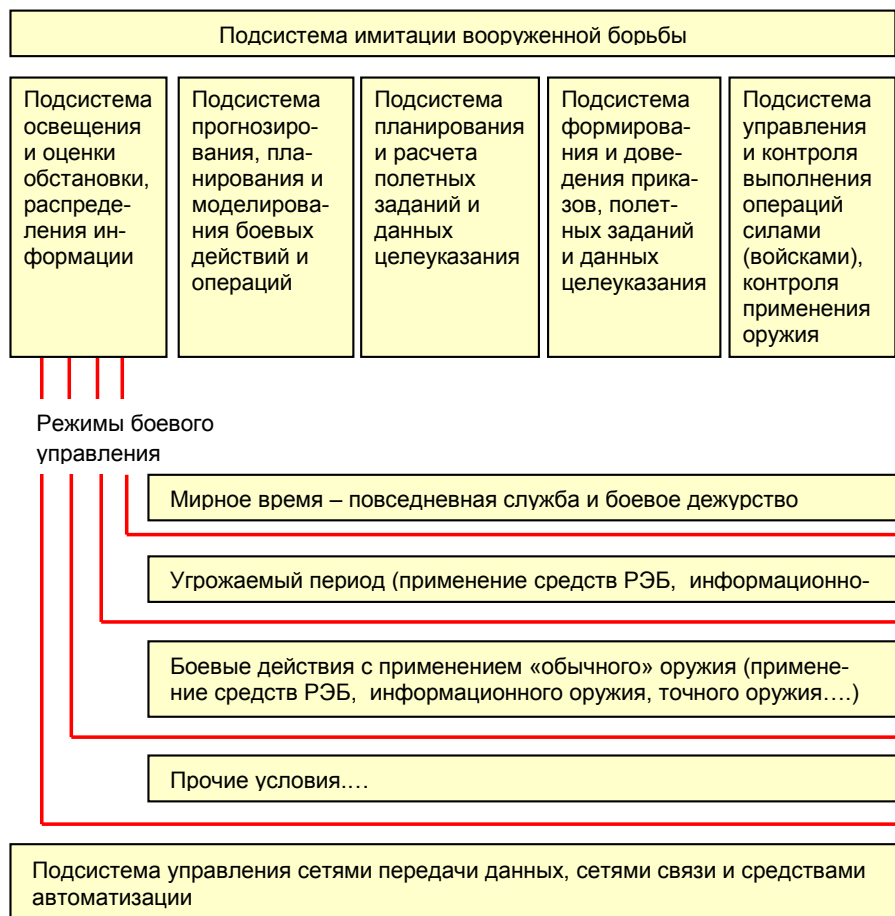 Подсистема имитации вооруженной борьбы
Подсистема
освещения
и оценки
обстановки,
распреде-
ления ин-
формации
Подсистема
прогнозиро-
вания, пла-
нирования и
моделирова-
ния боевых
действий и
операций
Подсистема
планирования
и расчета
полетных
заданий и
данных
целеуказания
Подсистема
формирова-
ния и дове-
дения прика-
зов, полет-
ных заданий
и данных
целеуказания
Подсистема
управления
и контроля
выполнения
операций
силами
(войсками),
контроля
применения
оружия
Режимы боевого
управления
Мирное время – повседневная служба и боевое дежурство
Угрожаемый период (применение средств РЭБ, информационно-
Боевые действия с применением «обычного» оружия (примене-
ние средств РЭБ, информационного оружия, точного оружия….)
Прочие условия.…
Подсистема управления сетями передачи данных, сетями связи и средствами
автоматизации